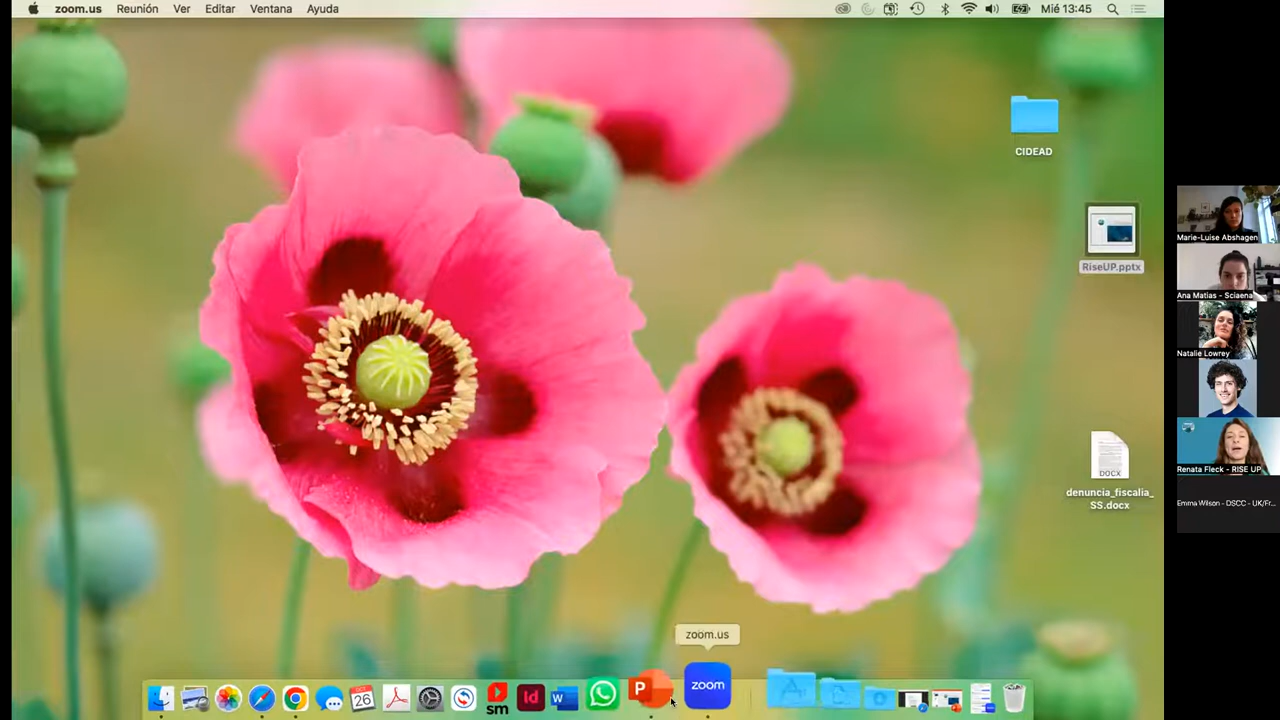 zoom.us Reunión Ver Editar Ventana Ayuda Mié 13:45
CIDEAD
RiseUP.pptx
DOCX
denuncia_fiscalia_
SS.docx
Marie-Luise Abshagen
Ana Matias - Sciaena
Natalie Lowrey
Renata Fleck - RISE UP
Emma Wilson - DSCC - UK/Fr...
zoom.us
OCT
26
sm
Id
W
P
zoom